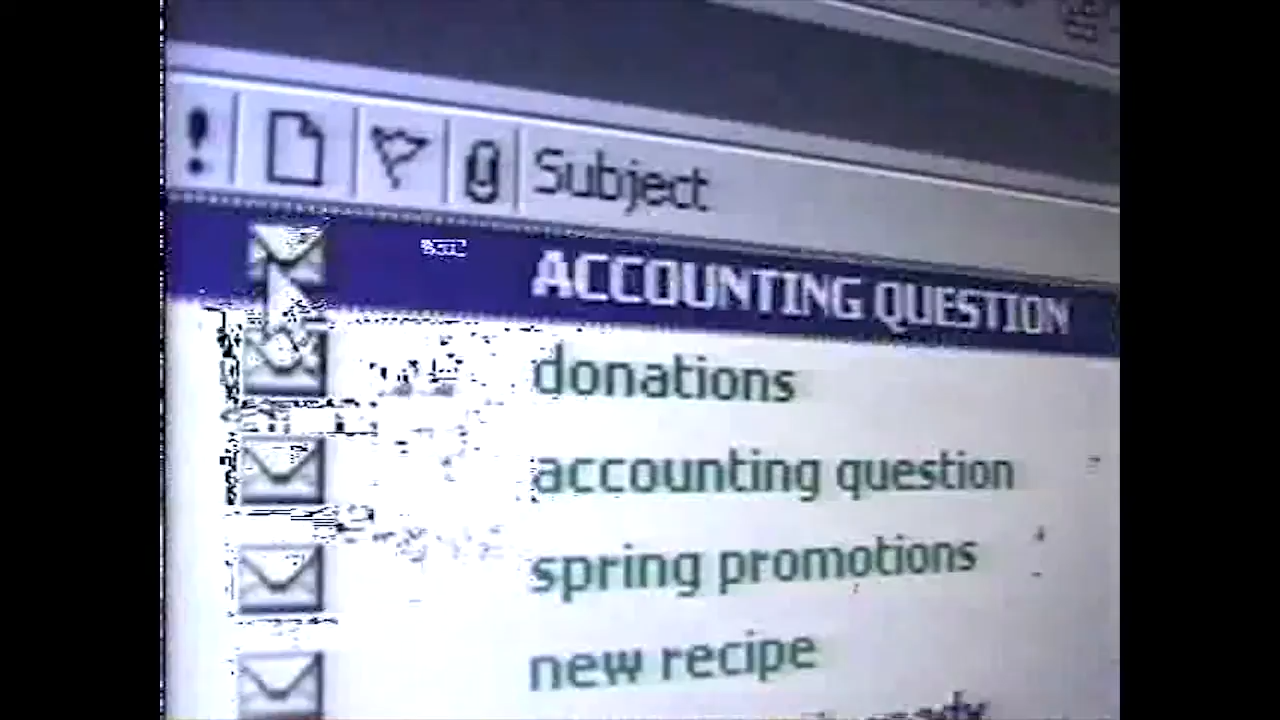 Subject
ACCOUNTING QUESTION
donations
accounting question
spring promotions
new recipe